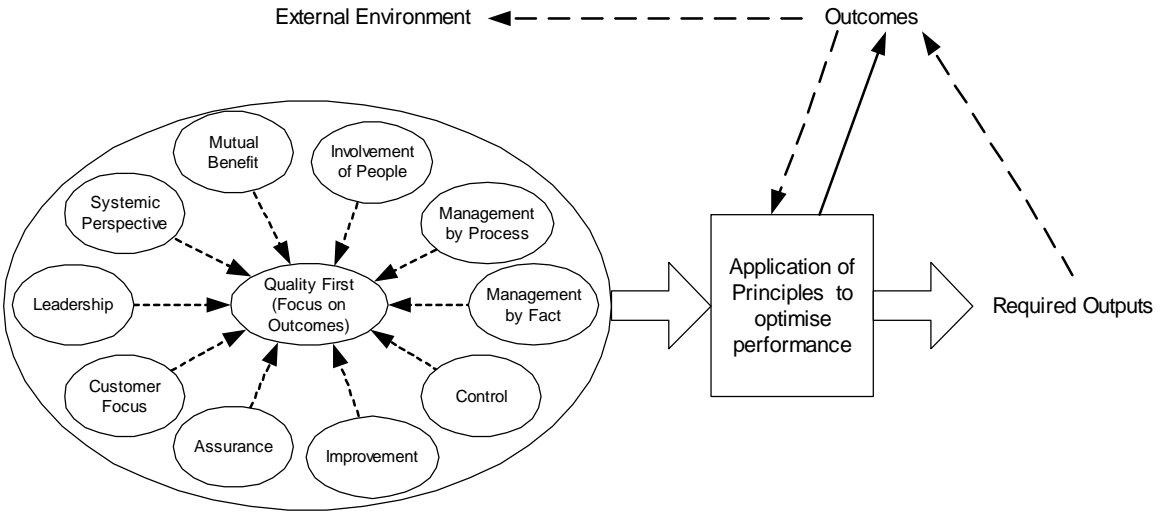 External Environment
Outcomes
Mutual
Benefit
Involvement
of People
Systemic
Perspective
Management
by Process
Quality First
(Focus on
Outcomes)
Leadership
Management
by Fact
Customer
Focus
Control
Assurance
Improvement
Application of
Principles to
optimise
performance
Required Outputs